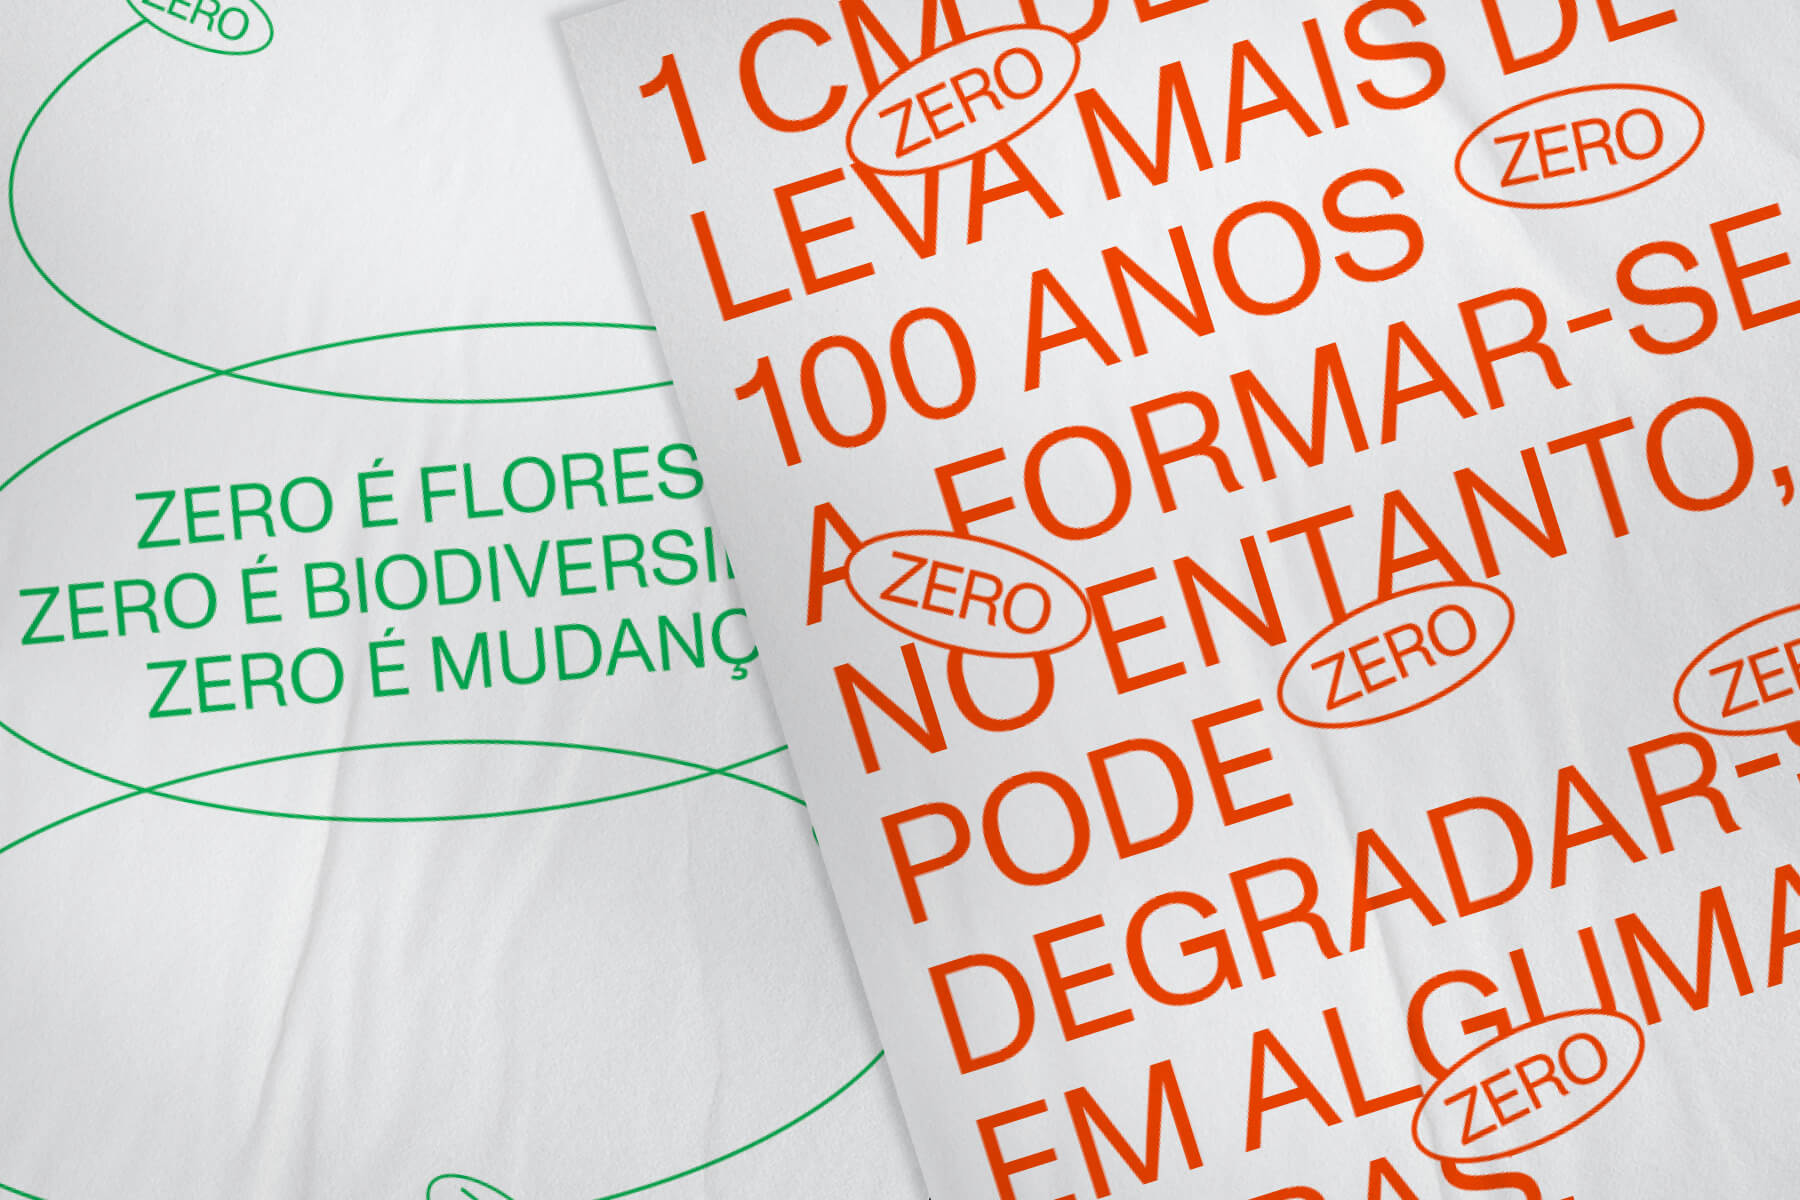 ZERO
ZERO É FLORES
ZERO É BIODIVERSI
ZERO É MUDANÇ
1 CM DE
ZERO
LEVA MAIS DE
ZERO
100 ANOS
A FORMAR-SE
ZERO
NO ENTANTO,
ZERO
PODE
ZER
DEGRADAR-S
EM ALGUMA
ZERO